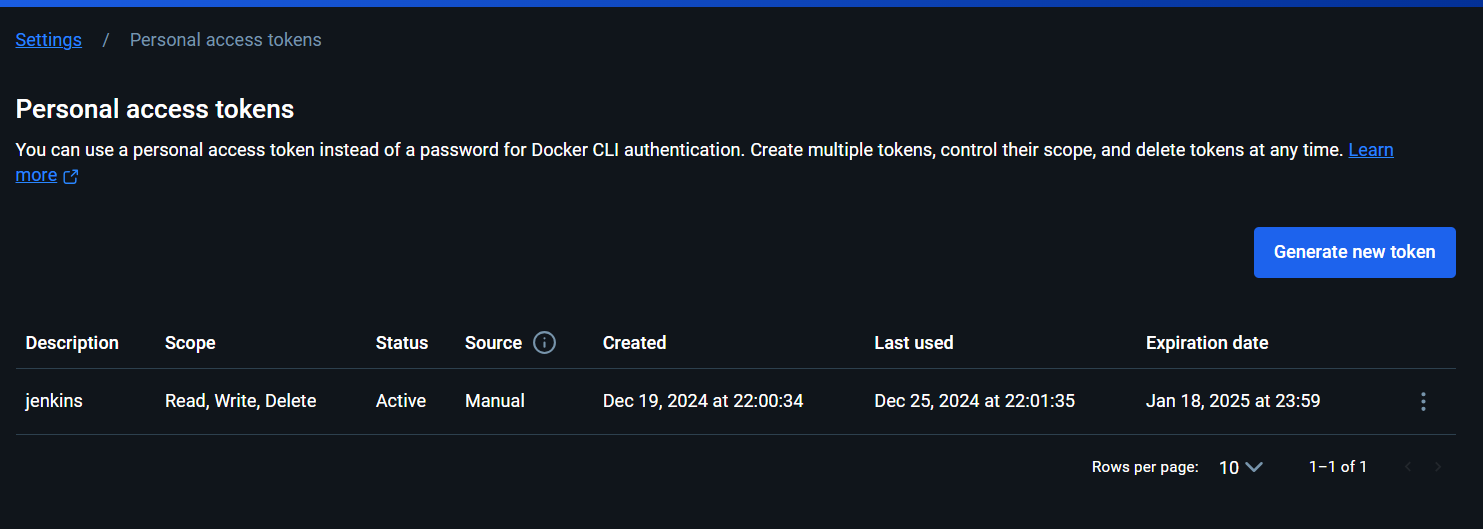 Settings / Personal access tokens
Personal access tokens
You can use a personal access token instead of a password for Docker CLI authentication. Create multiple tokens, control their scope, and delete tokens at any time. Learn
more
Generate new token
Description Scope Status Source Created Last used Expiration date
jenkins Read, Write, Delete Active Manual Dec 19, 2024 at 22:00:34 Dec 25, 2024 at 22:01:35 Jan 18, 2025 at 23:59
Rows per page: 10 1–1 of 1